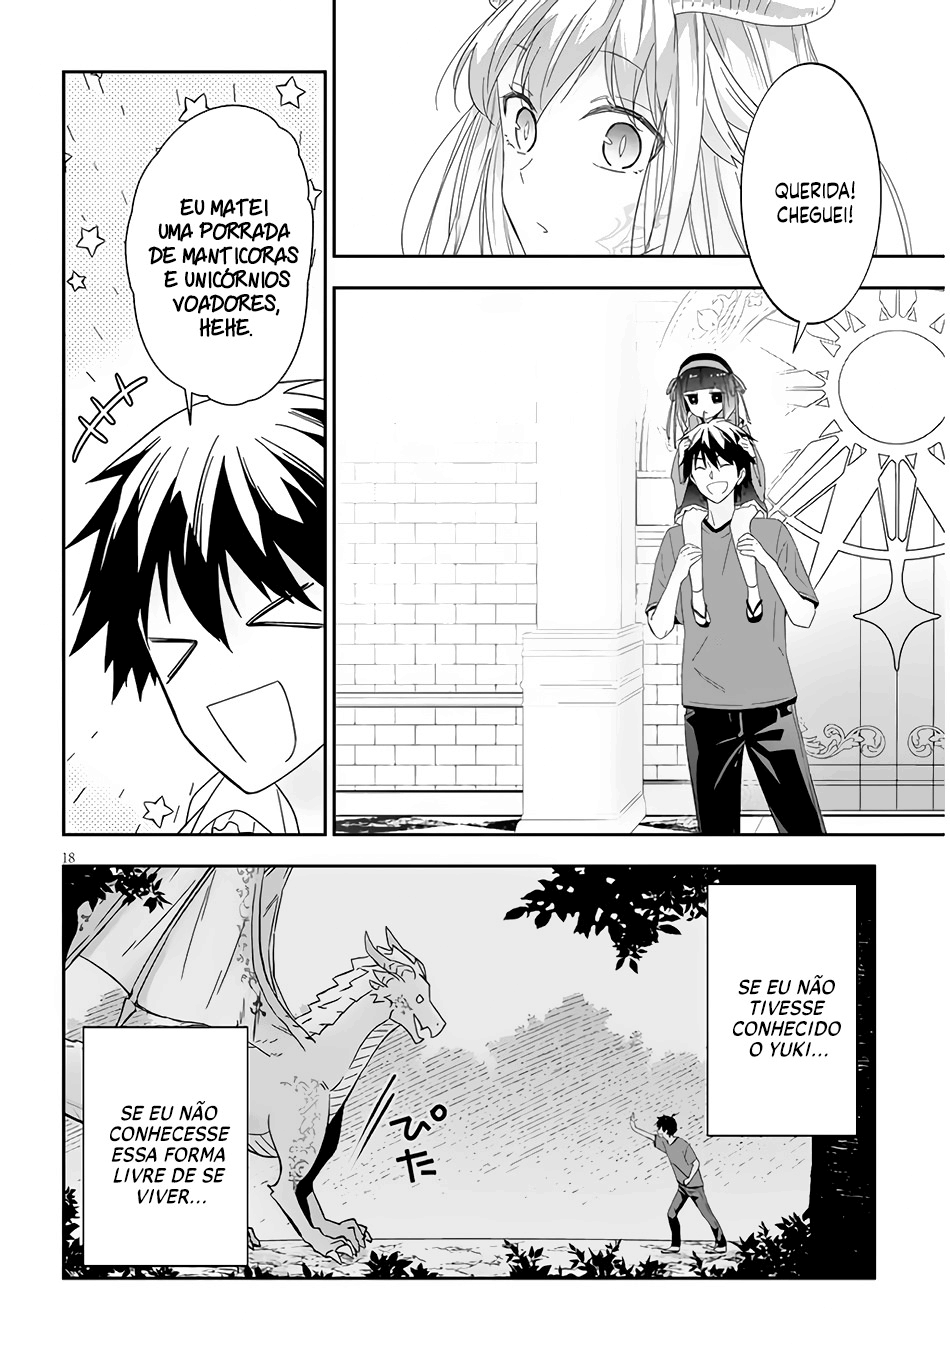 QUERIDA!
CHEGUEI!
EU MATEI
UMA PORRADA
DE MANTICORAS
E UNICÓRNIOS
VOADORES,
HEHE.
18
SE EU NÃO
TIVESSE
CONHECIDO
O YUKI...
ぴた
SE EU NÃO
CONHECESSE
ESSA FORMA
LIVRE DE SE
VIVER...